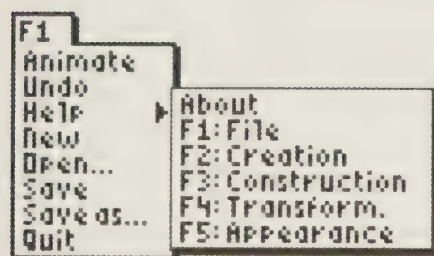 F1
Animate
Undo
Help
New
Open...
Save
Save as...
Quit
About
F1:File
F2:Creation
F3:Construction
F4:Transform.
F5:Appearance